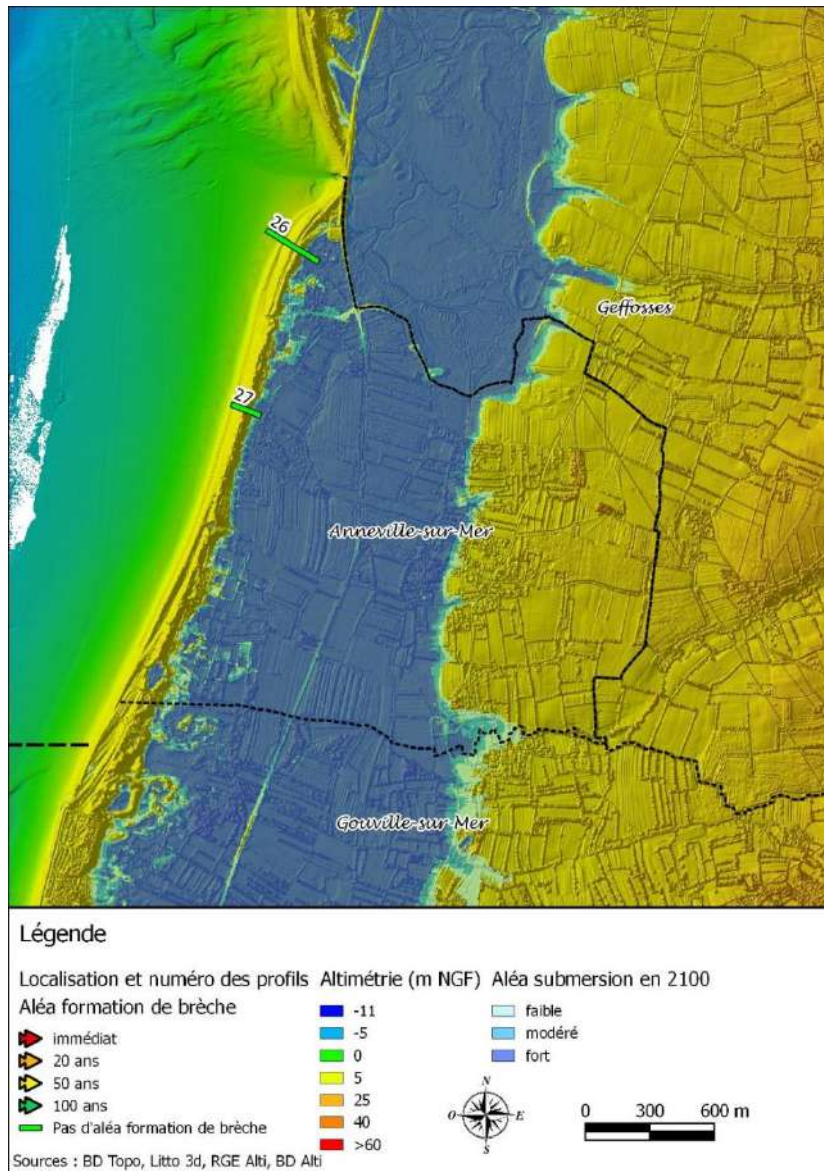 26
Geffosses
27
Anneville-sur-Mer
Gouville-sur-Mer
Légende
Localisation et numéro des profils
Aléa formation de brèche
immédiat
20 ans
50 ans
100 ans
Pas d'aléa formation de brèche
Altimétrie (m NGF)
-11
-5
0
5
25
40
>60
Aléa submersion en 2100
faible
modéré
fort
N
O
E
S
0 300 600 m
Sources : BD Topo, Litto 3d, RGE Alti, BD Alti